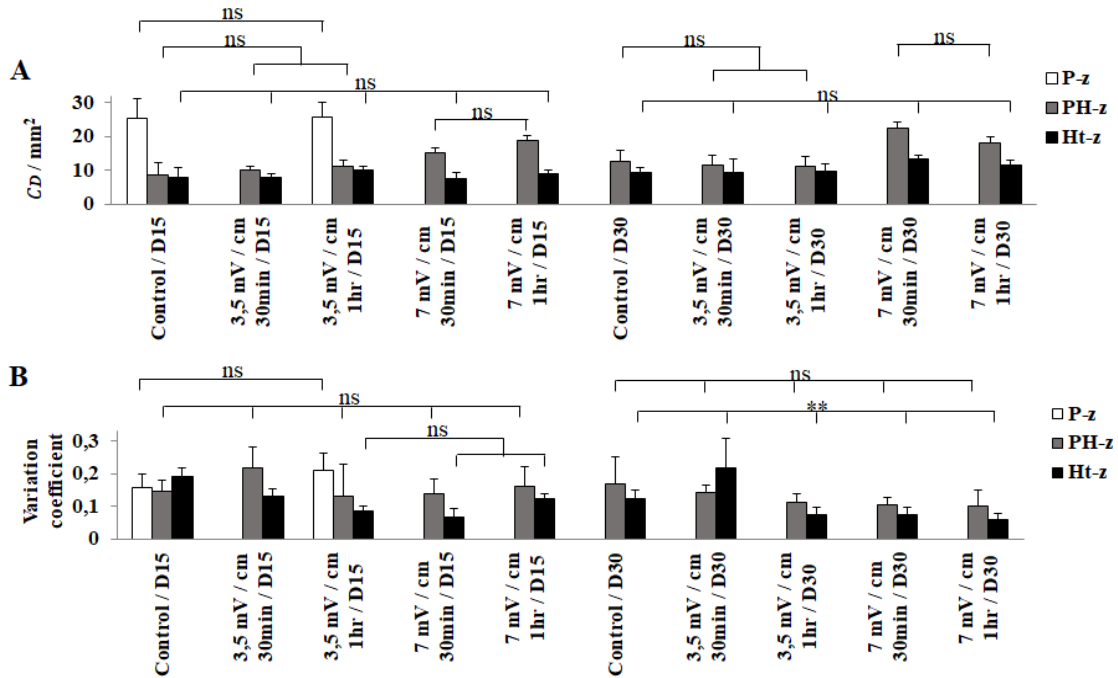 ns
ns
ns
ns
A
ns
ns
ns
P-z
PH-z
Ht-z
CD / mm²
30
20
10
0
Control / D15
3,5 mV / cm
30min / D15
3,5 mV / cm
1hr / D15
7 mV / cm
30min / D15
7 mV / cm
1hr / D15
Control / D30
3,5 mV / cm
30min / D30
3,5 mV / cm
1hr / D30
7 mV / cm
30min / D30
7 mV / cm
1hr / D30
B
ns
ns
ns
ns
**
P-z
PH-z
Ht-z
Variation
coefficient
0,3
0,2
0,1
0
Control / D15
3,5 mV / cm
30min / D15
3,5 mV / cm
1hr / D15
7 mV / cm
30min / D15
7 mV / cm
1hr / D15
Control / D30
3,5 mV / cm
30min / D30
3,5 mV / cm
1hr / D30
7 mV / cm
30min / D30
7 mV / cm
1hr / D30